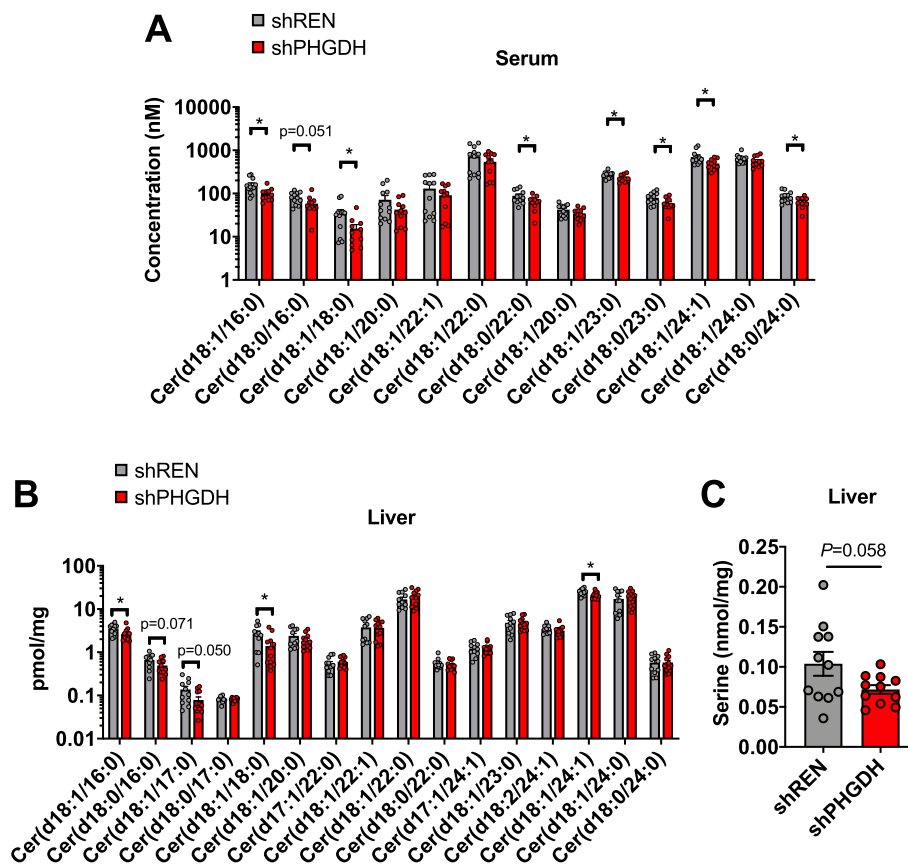 A
shREN
shPHGDH
Serum
Concentration (nM)
10000
1000
100
10
1
*
p=0.051
*
*
*
*
*
*
Cer(d18:1/16:0)
Cer(d18:0/16:0)
Cer(d18:1/18:0)
Cer(d18:1/20:0)
Cer(d18:1/22:1)
Cer(d18:1/22:0)
Cer(d18:0/22:0)
Cer(d18:1/20:0)
Cer(d18:1/23:0)
Cer(d18:0/23:0)
Cer(d18:1/24:1)
Cer(d18:1/24:0)
Cer(d18:0/24:0)
B
shREN
shPHGDH
Liver
pmol/mg
100
10
1
0.1
0.01
*
p=0.071
p=0.050
*
*
Cer(d18:1/16:0)
Cer(d18:0/16:0)
Cer(d18:1/17:0)
Cer(d18:0/17:0)
Cer(d18:1/18:0)
Cer(d18:1/20:0)
Cer(d17:1/22:0)
Cer(d18:1/22:1)
Cer(d18:1/22:0)
Cer(d18:0/22:0)
Cer(d17:1/24:1)
Cer(d18:1/23:0)
Cer(d18:2/24:1)
Cer(d18:1/24:1)
Cer(d18:1/24:0)
Cer(d18:0/24:0)
C
Liver
P=0.058
Serine (nmol/mg)
0.25
0.20
0.15
0.10
0.05
0.00
shREN
shPHGDH